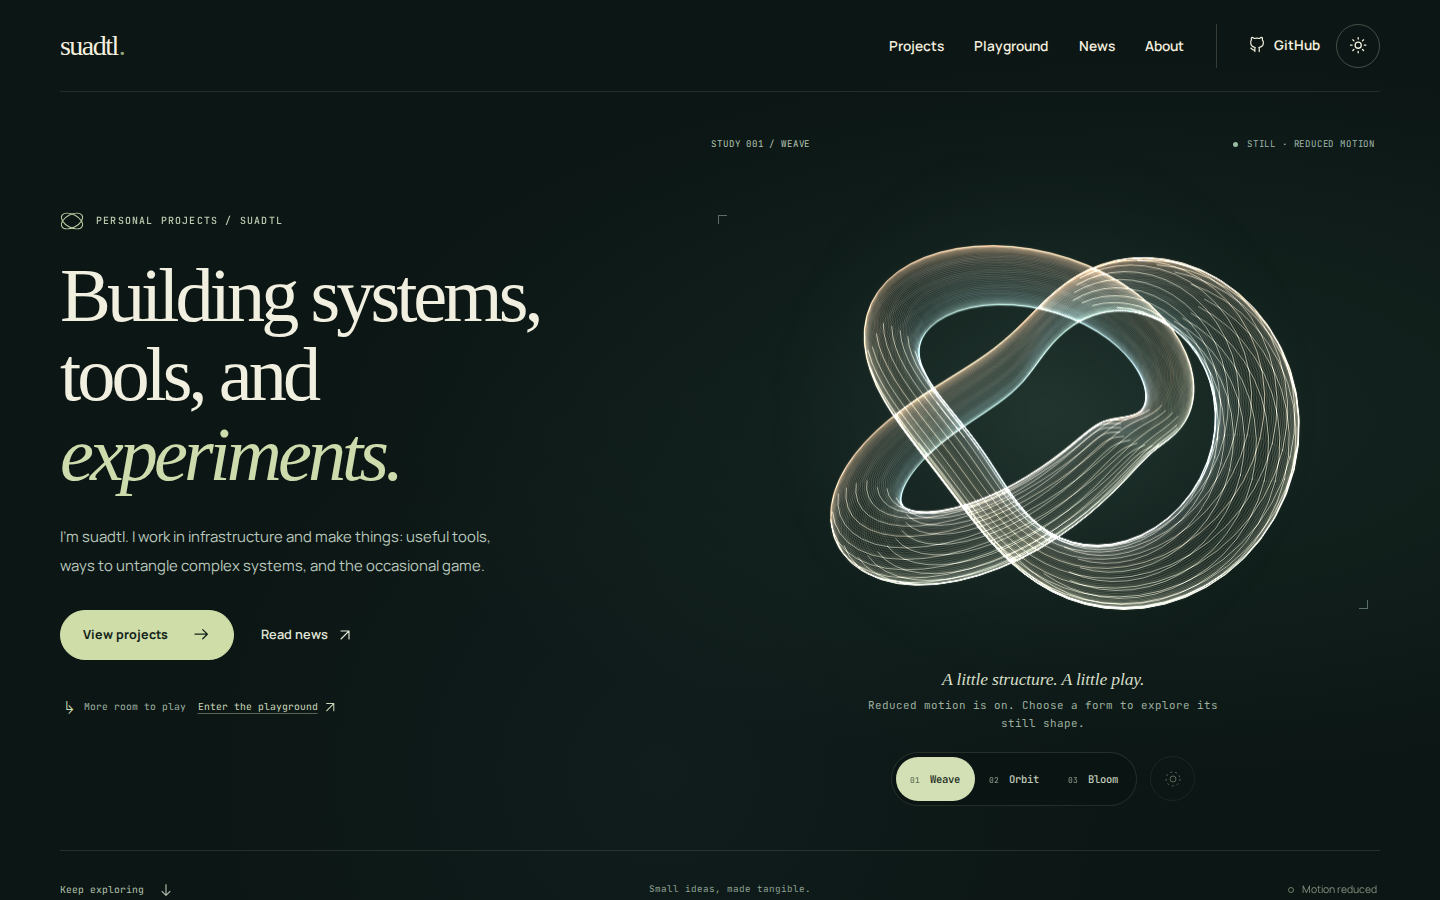 suadtl.
Projects Playground News About GitHub
STUDY 001 / WEAVE
STILL · REDUCED MOTION
PERSONAL PROJECTS / SUADTL
Building systems,
tools, and
experiments.
I'm suadtl. I work in infrastructure and make things: useful tools,
ways to untangle complex systems, and the occasional game.
View projects
Read news
More room to play Enter the playground
A little structure. A little play.
Reduced motion is on. Choose a form to explore its
still shape.
01 Weave 02 Orbit 03 Bloom
Keep exploring
Small ideas, made tangible.
Motion reduced